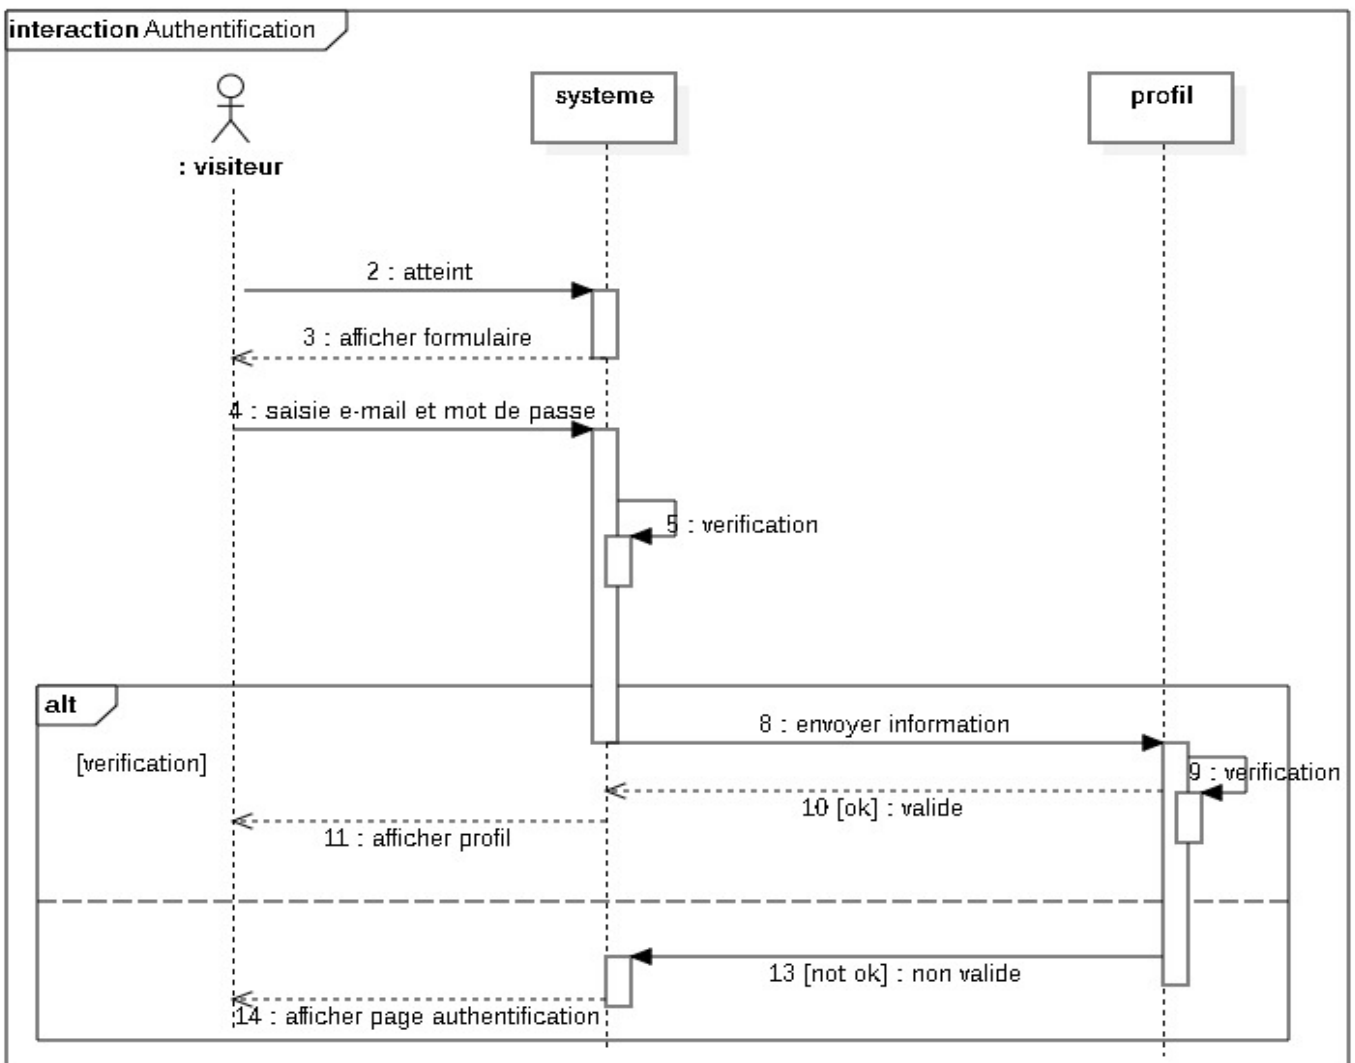 interaction Authentification
: visiteur
systeme
profil
2 : atteint
3 : afficher formulaire
4 : saisie e-mail et mot de passe
5 : verification
alt
8 : envoyer information
[verification]
9 : verification
10 [ok] : valide
11 : afficher profil
13 [not ok] : non valide
14 : afficher page authentification